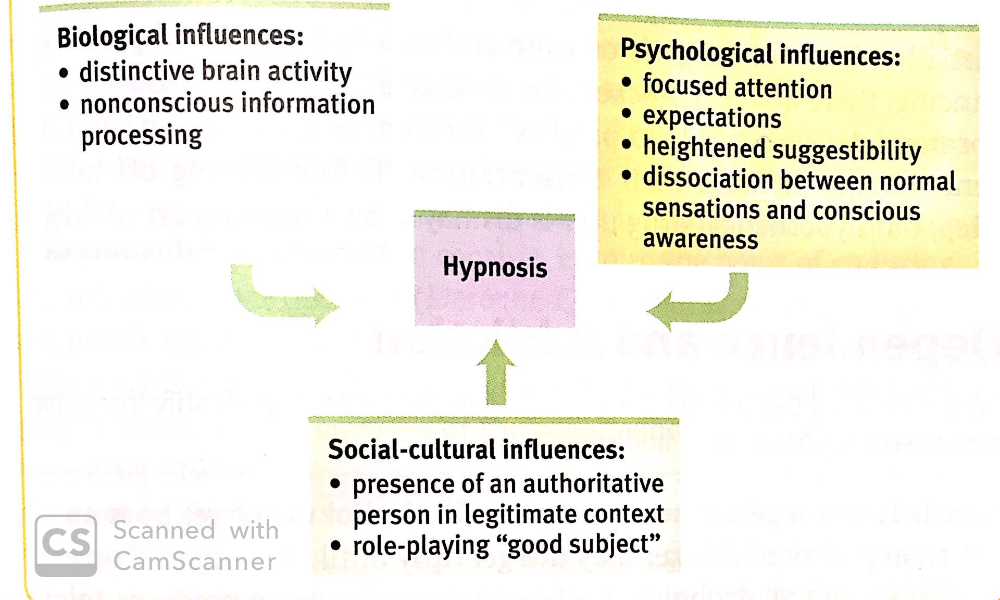 Biological influences:
• distinctive brain activity
• nonconscious information
processing
Psychological influences:
• focused attention
• expectations
• heightened suggestibility
• dissociation between normal
sensations and conscious
awareness
Hypnosis
Social-cultural influences:
• presence of an authoritative
person in legitimate context
• role-playing “good subject”
CS Scanned with
CamScanner